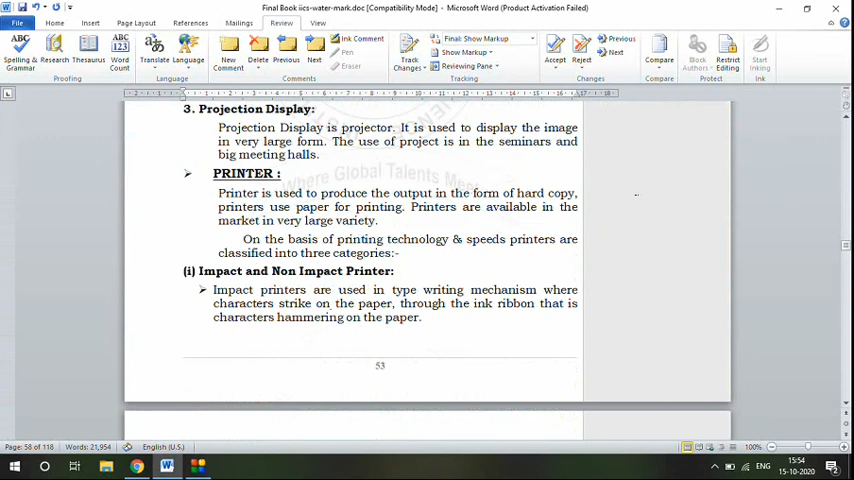 Final Book iics-water-mark.doc [Compatibility Mode] - Microsoft Word (Product Activation Failed)
File Home Insert Page Layout References Mailings Review View
Spelling & Grammar Research Thesaurus Word Count Translate Language New Comment Delete Previous Next Ink Comment Pen Eraser Track Changes Final: Show Markup Show Markup Reviewing Pane Accept Reject Previous Next Compare Block Authors Restrict Editing Start Ink
Proofing Language Comments Tracking Changes Compare Protect Ink
3. Projection Display:
Projection Display is projector. It is used to display the image
in very large form. The use of project is in the seminars and
big meeting halls.
PRINTER :
Where Global Talents Meet
Printer is used to produce the output in the form of hard copy,
printers use paper for printing. Printers are available in the
market in very large variety.
On the basis of printing technology & speeds printers are
classified into three categories:-
(i) Impact and Non Impact Printer:
Impact printers are used in type writing mechanism where
characters strike on the paper, through the ink ribbon that is
characters hammering on the paper.
53
Page: 58 of 118 Words: 21,954 English (U.S.) 100%
ENG 15:54
15-10-2020